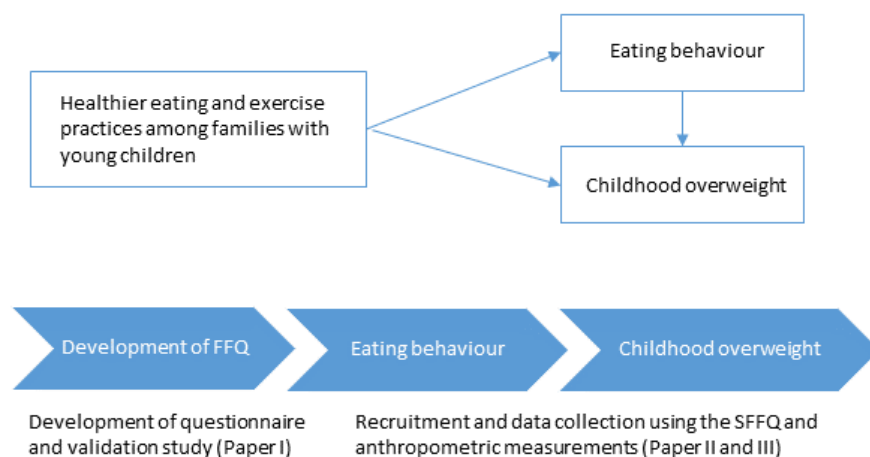 Eating behaviour
Healthier eating and exercise
practices among families with
young children
Childhood overweight
Development of FFQ
Eating behaviour
Childhood overweight
Development of questionnaire
and validation study (Paper I)
Recruitment and data collection using the SFFQ and
anthropometric measurements (Paper II and III)